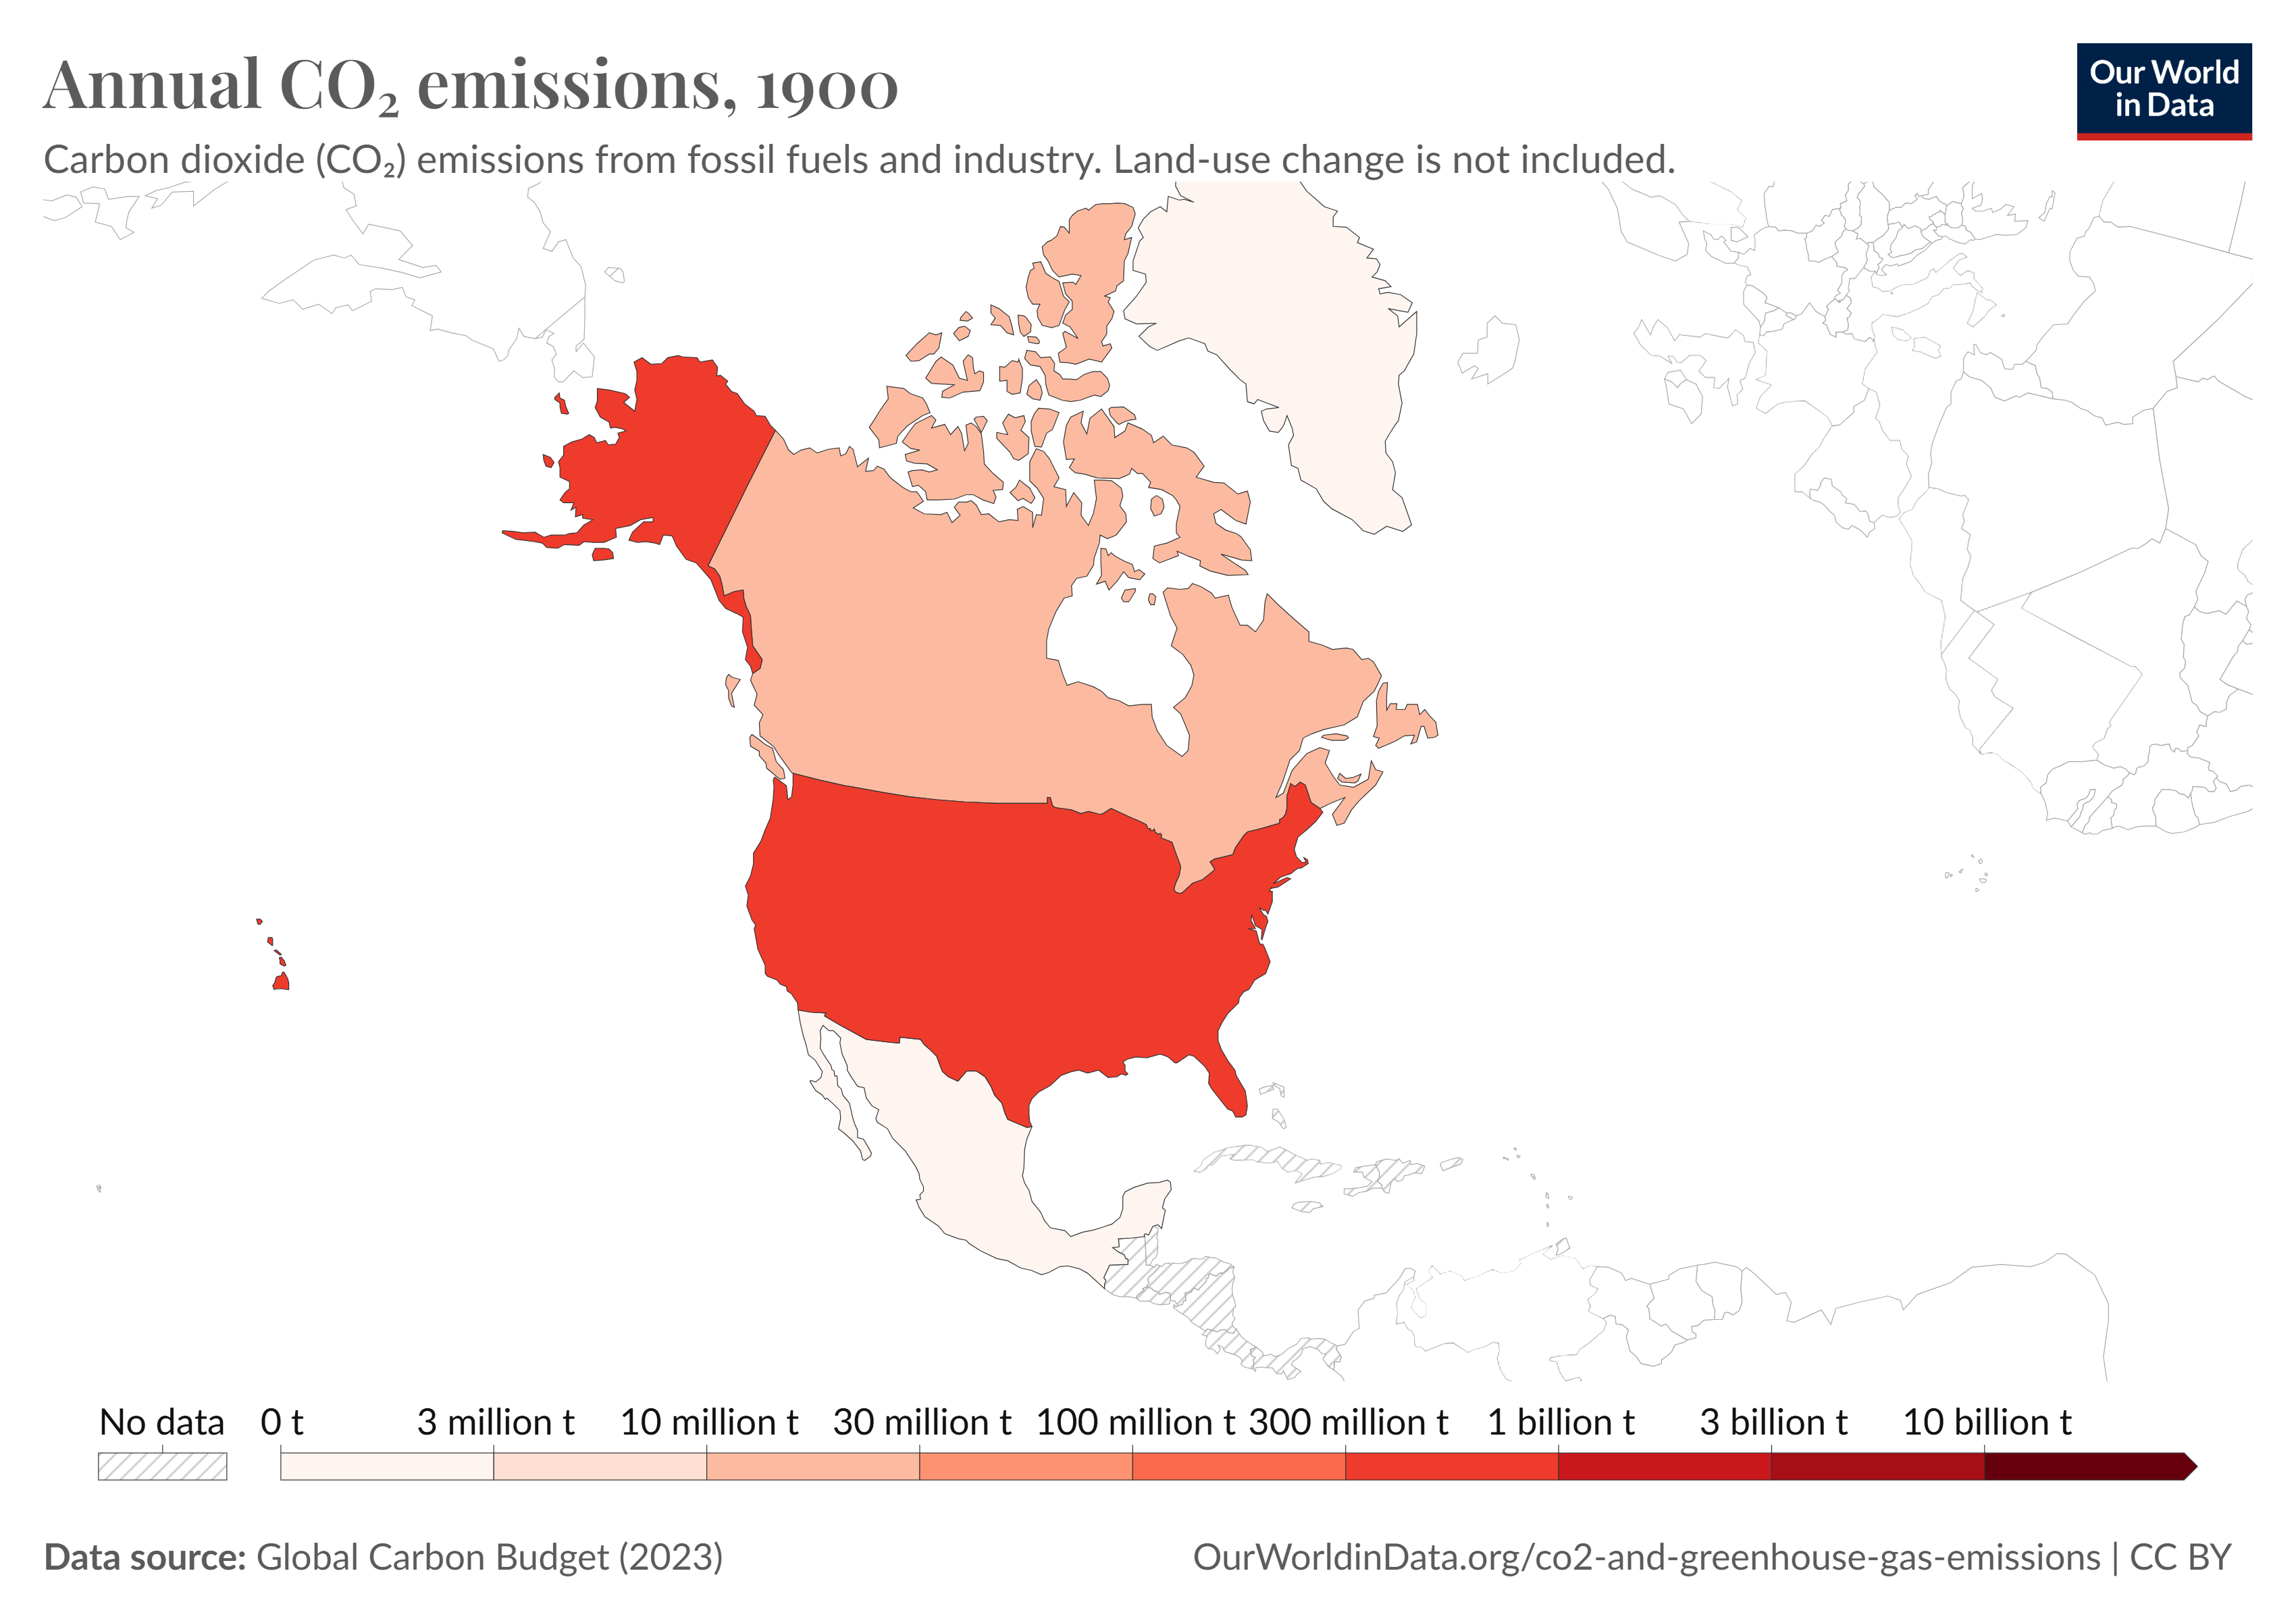 Annual CO₂ emissions, 1900
Our World
in Data
Carbon dioxide (CO₂) emissions from fossil fuels and industry. Land-use change is not included.
No data 0 t 3 million t 10 million t 30 million t 100 million t 300 million t 1 billion t 3 billion t 10 billion t
Data source: Global Carbon Budget (2023)
OurWorldinData.org/co2-and-greenhouse-gas-emissions | CC BY